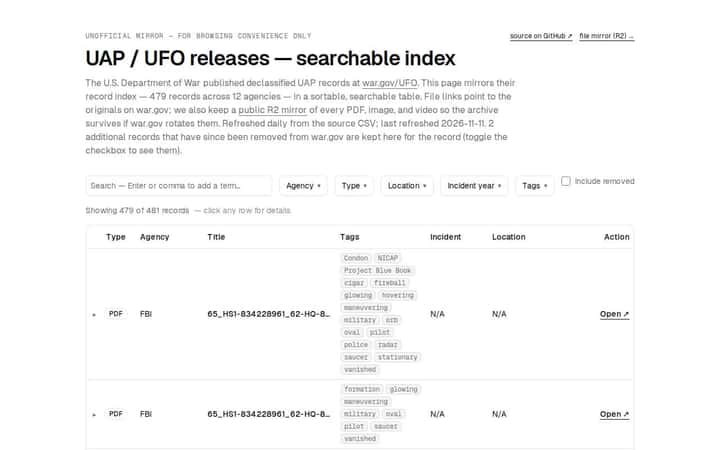 UNOFFICIAL MIRROR — FOR BROWSING CONVENIENCE ONLY
source on GitHub ↗ file mirror (R2) →
UAP / UFO releases — searchable index
The U.S. Department of War published declassified UAP records at war.gov/UFO. This page mirrors their
record index — 479 records across 12 agencies — in a sortable, searchable table. File links point to the
originals on war.gov; we also keep a public R2 mirror of every PDF, image, and video so the archive
survives if war.gov rotates them. Refreshed daily from the source CSV; last refreshed 2026-11-11. 2
additional records that have since been removed from war.gov are kept here for the record (toggle the
checkbox to see them).
Search — Enter or comma to add a term… Agency ▾ Type ▾ Location ▾ Incident year ▾ Tags ▾ Include removed
Showing 479 of 481 records — click any row for details
Type Agency Title Tags Incident Location Action
London NICAP
Project Blue Book
cigar fireball
glowing hovering
maneuvering
▸ PDF FBI 65_HS1-834228961_62-HQ-8… military orb N/A N/A Open ↗
oval pilot
police radar
saucer stationary
vanished
formation glowing
maneuvering
▸ PDF FBI 65_HS1-834228961_62-HQ-8… military oval N/A N/A Open ↗
pilot saucer
vanished